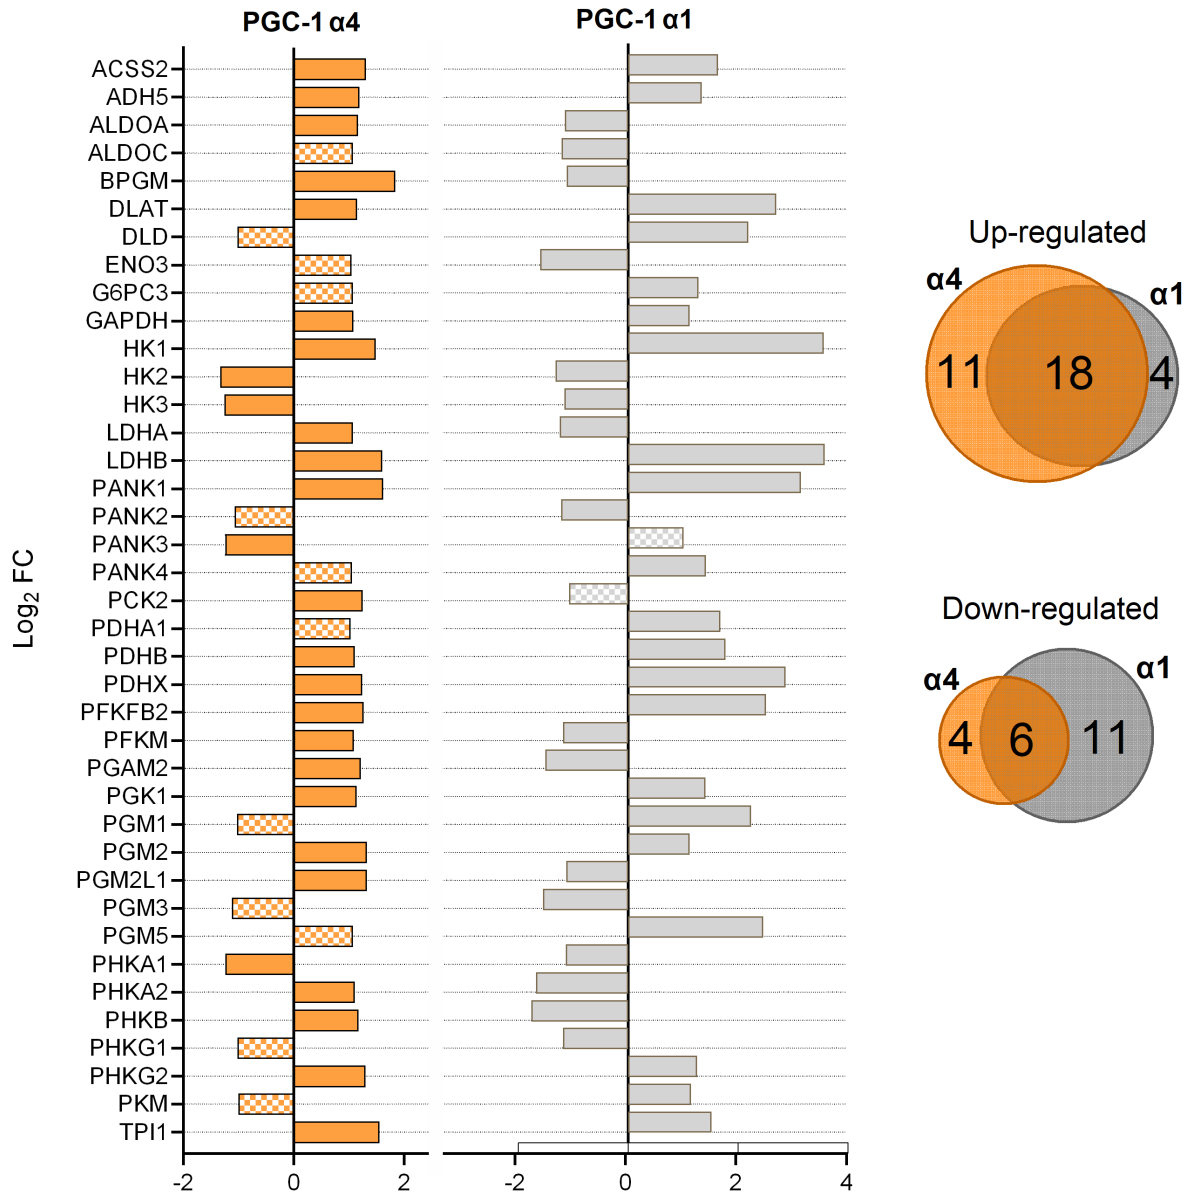 PGC-1 α4
PGC-1 α1
ACSS2
ADH5
ALDOA
ALDOC
BPGM
DLAT
DLD
ENO3
G6PC3
GAPDH
HK1
HK2
HK3
LDHA
LDHB
PANK1
PANK2
PANK3
PANK4
PCK2
PDHA1
PDHB
PDHX
PFKFB2
PFKM
PGAM2
PGK1
PGM1
PGM2
PGM2L1
PGM3
PGM5
PHKA1
PHKA2
PHKB
PHKG1
PHKG2
PKM
TPI1
Log2 FC
-2 0 2
-2 0 2 4
Up-regulated
α4
α1
11 18 4
Down-regulated
α4
α1
4 6 11